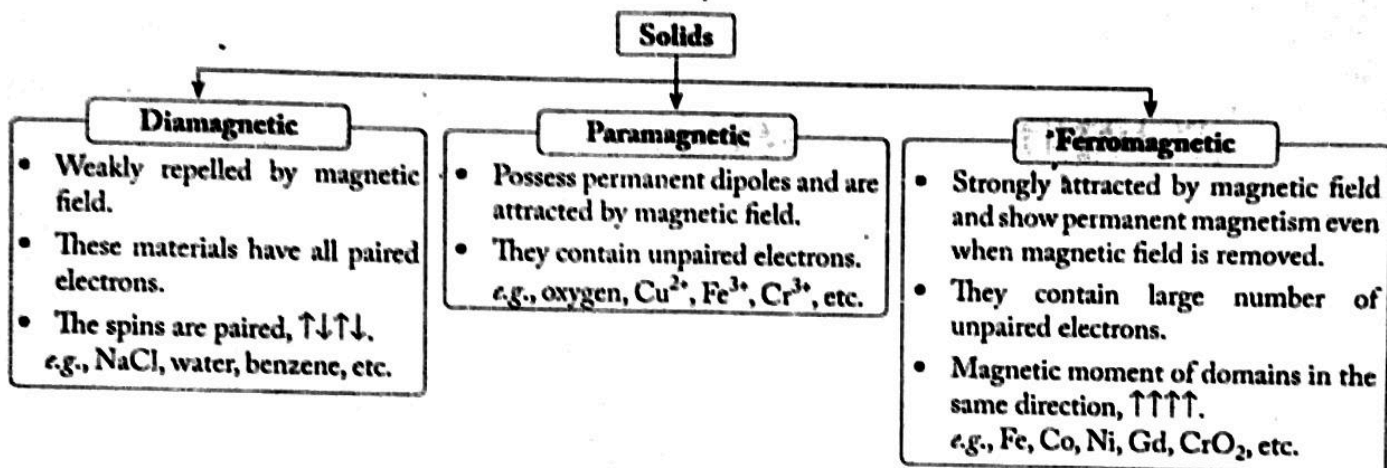 Solids
Diamagnetic
• Weakly repelled by magnetic
field.
• These materials have all paired
electrons.
• The spins are paired, ↑↓↑↓.
e.g., NaCl, water, benzene, etc.
Paramagnetic
• Possess permanent dipoles and are
attracted by magnetic field.
• They contain unpaired electrons.
e.g., oxygen, Cu²⁺, Fe³⁺, Cr³⁺, etc.
Ferromagnetic
• Strongly attracted by magnetic field
and show permanent magnetism even
when magnetic field is removed.
• They contain large number of
unpaired electrons.
• Magnetic moment of domains in the
same direction, ↑↑↑↑.
e.g., Fe, Co, Ni, Gd, CrO₂, etc.